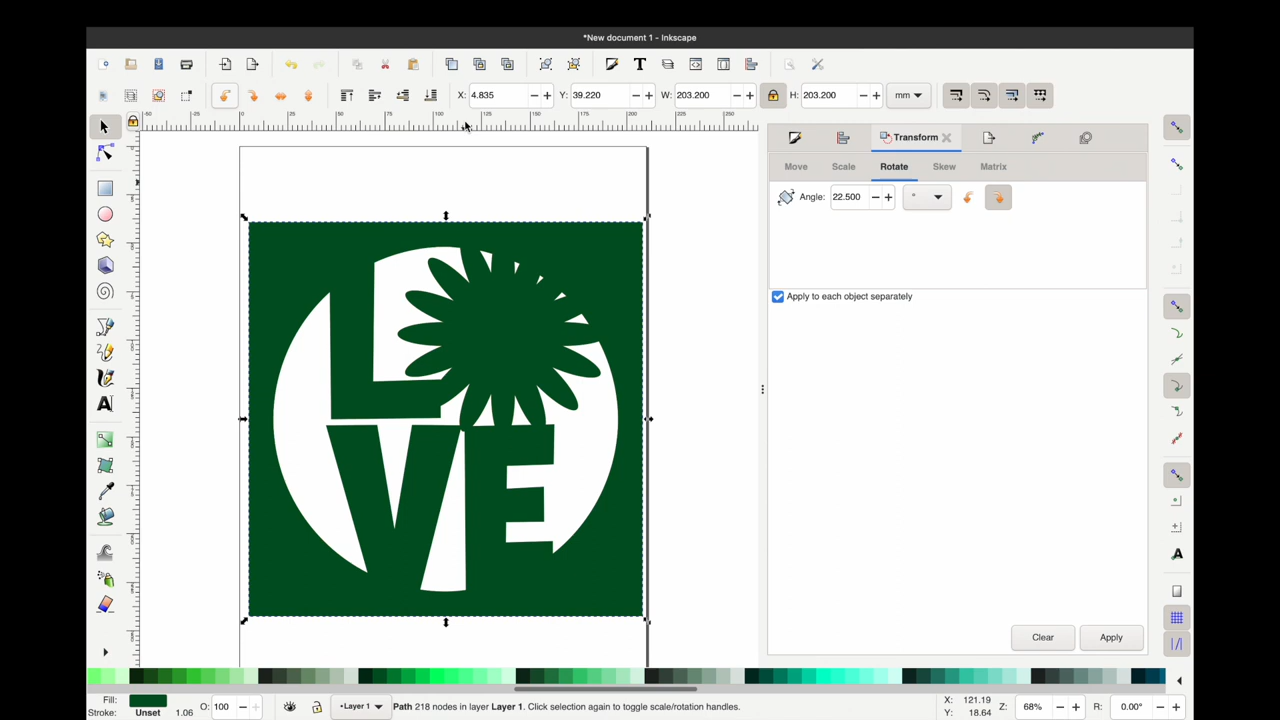 *New document 1 - Inkscape
X: 4.835 Y: 39.220 W: 203.200 H: 203.200 mm
Transform
Move Scale Rotate Skew Matrix
Angle: 22.500 °
Apply to each object separately
L
VE
Clear Apply
Fill: Stroke: Unset 1.06 O: 100 •Layer 1 Path 218 nodes in layer Layer 1. Click selection again to toggle scale/rotation handles. X: 121.19 Y: 18.64 Z: 68% R: 0.00°